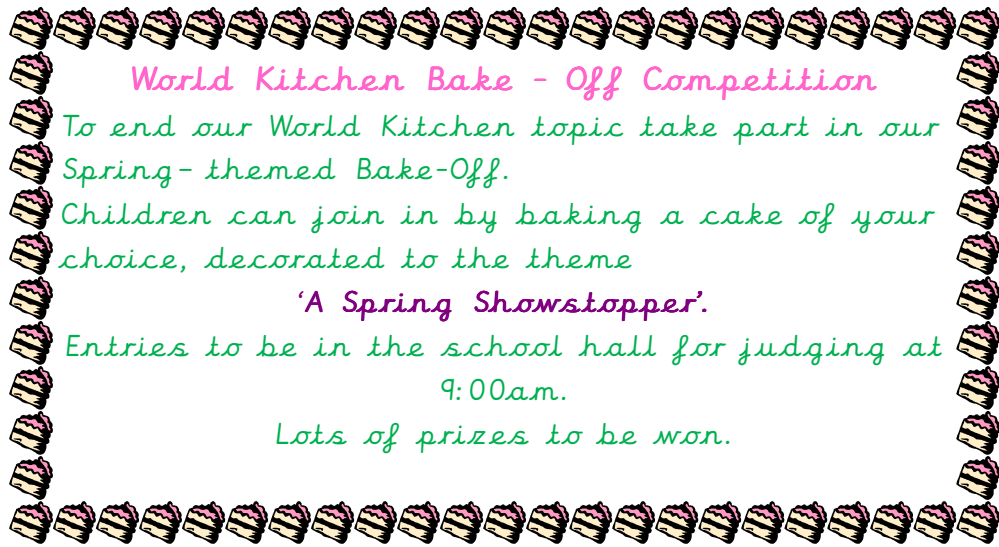 World Kitchen Bake - Off Competition
To end our World Kitchen topic take part in our
Spring- themed Bake-Off.
Children can join in by baking a cake of your
choice, decorated to the theme
‘A Spring Showstopper’.
Entries to be in the school hall for judging at
9:00am.
Lots of prizes to be won.